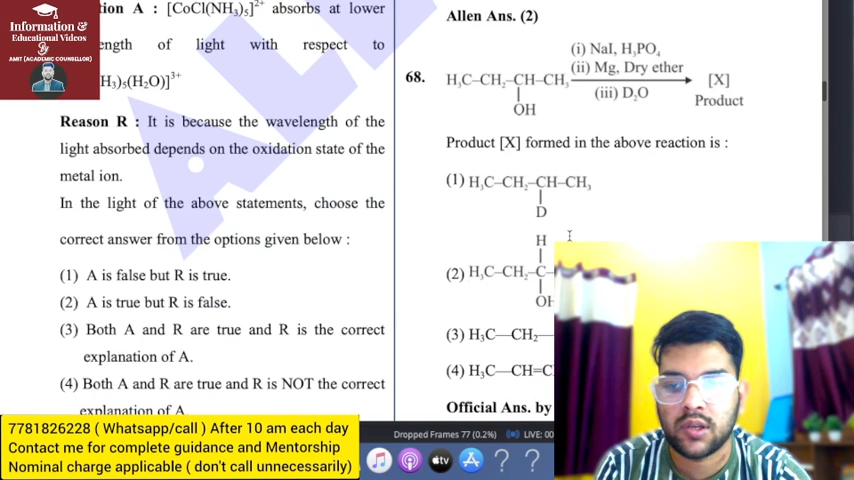 Information &
Educational Videos
BY
AMIT (ACADEMIC COUNSELLOR)
tion A : [CoCl(NH₃)₅]²⁺ absorbs at lower
ength of light with respect to
H₃)₅(H₂O)]³⁺
Reason R : It is because the wavelength of the
light absorbed depends on the oxidation state of the
metal ion.
In the light of the above statements, choose the
correct answer from the options given below :
(1) A is false but R is true.
(2) A is true but R is false.
(3) Both A and R are true and R is the correct
explanation of A.
(4) Both A and R are true and R is NOT the correct
explanation of A
7781826228 ( Whatsapp/call ) After 10 am each day
Contact me for complete guidance and Mentorship
Nominal charge applicable ( don't call unnecessarily)
Allen Ans. (2)
(i) NaI, H₃PO₄
68. H₃C–CH₂–CH–CH₃ (ii) Mg, Dry ether [X]
(iii) D₂O Product
OH
Product [X] formed in the above reaction is :
(1) H₃C–CH₂–CH–CH₃
D
H
(2) H₃C–CH₂–C–
OH
(3) H₃C—CH₂—
(4) H₃C—CH=C
Official Ans. by
Dropped Frames 77 (0.2%) LIVE: 00
tv
? ?